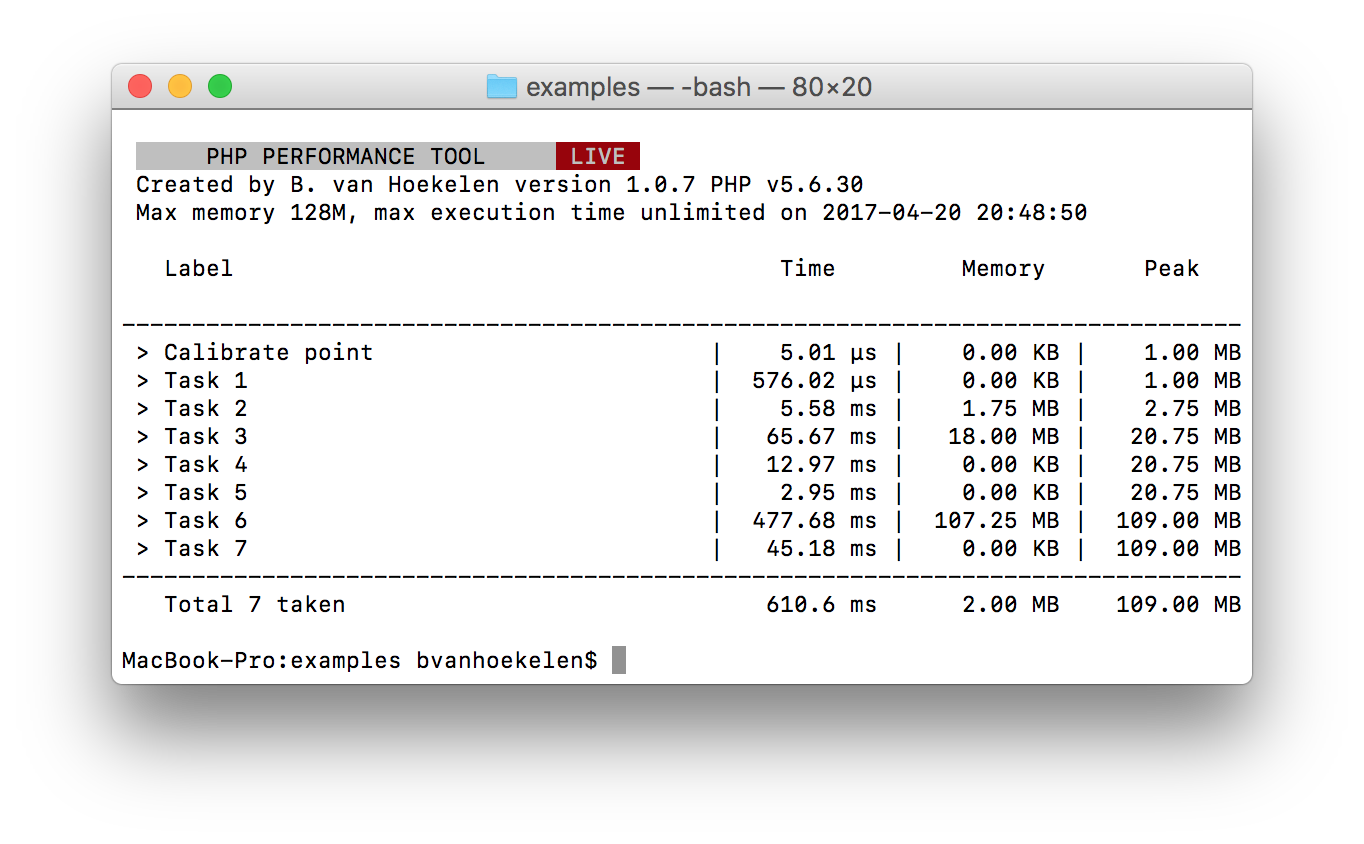 examples — -bash — 80×20
PHP PERFORMANCE TOOL LIVE
Created by B. van Hoekelen version 1.0.7 PHP v5.6.30
Max memory 128M, max execution time unlimited on 2017-04-20 20:48:50
Label Time Memory Peak
--------------------------------------------------------------------------------
> Calibrate point | 5.01 µs | 0.00 KB | 1.00 MB
> Task 1 | 576.02 µs | 0.00 KB | 1.00 MB
> Task 2 | 5.58 ms | 1.75 MB | 2.75 MB
> Task 3 | 65.67 ms | 18.00 MB | 20.75 MB
> Task 4 | 12.97 ms | 0.00 KB | 20.75 MB
> Task 5 | 2.95 ms | 0.00 KB | 20.75 MB
> Task 6 | 477.68 ms | 107.25 MB | 109.00 MB
> Task 7 | 45.18 ms | 0.00 KB | 109.00 MB
--------------------------------------------------------------------------------
Total 7 taken 610.6 ms 2.00 MB 109.00 MB
MacBook-Pro:examples bvanhoekelen$